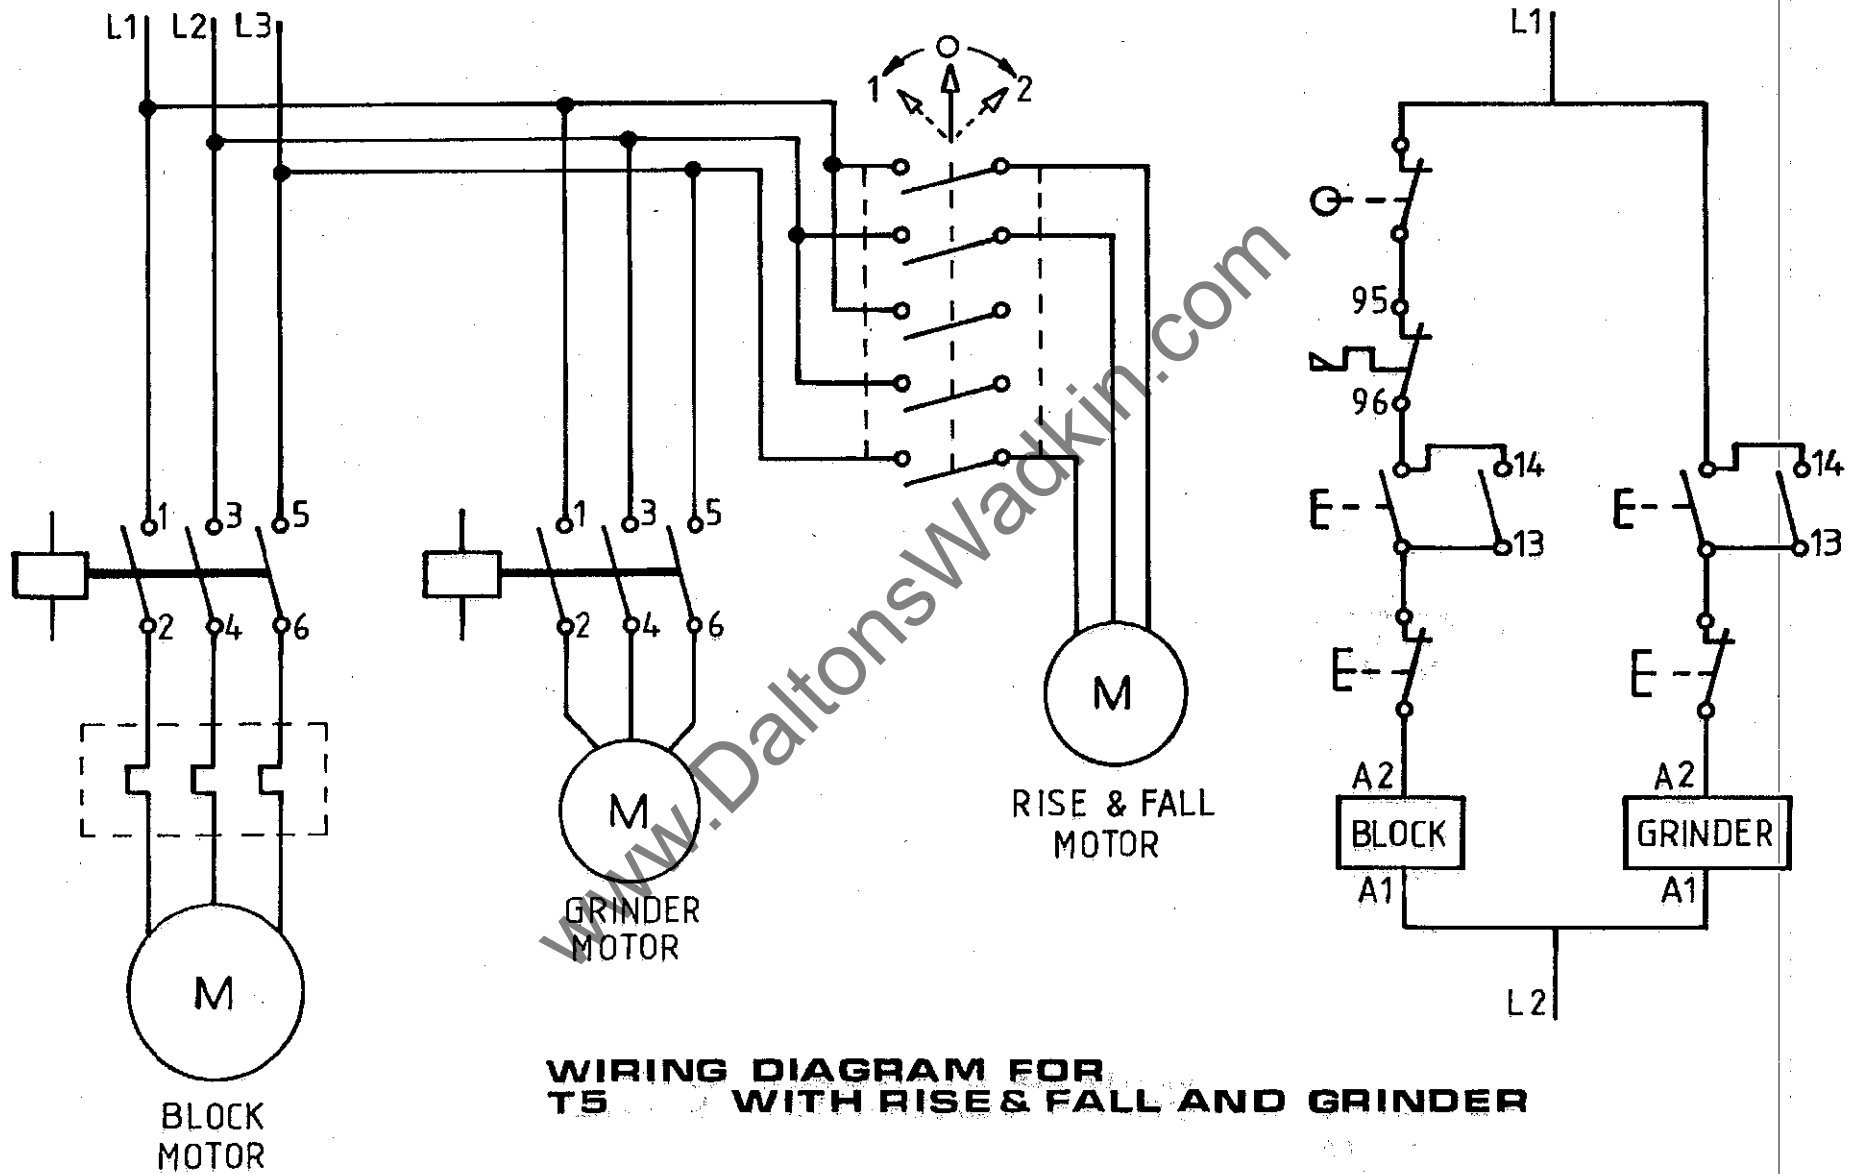 L1 L2 L3
1 O 2
L1
95
96
14
13
14
13
1 3 5
2 4 6
1 3 5
2 4 6
M
RISE & FALL
MOTOR
M
GRINDER
MOTOR
M
BLOCK
MOTOR
A2
BLOCK
A1
A2
GRINDER
A1
L2
www.DaltonsWadkin.com
WIRING DIAGRAM FOR
T5 WITH RISE & FALL AND GRINDER